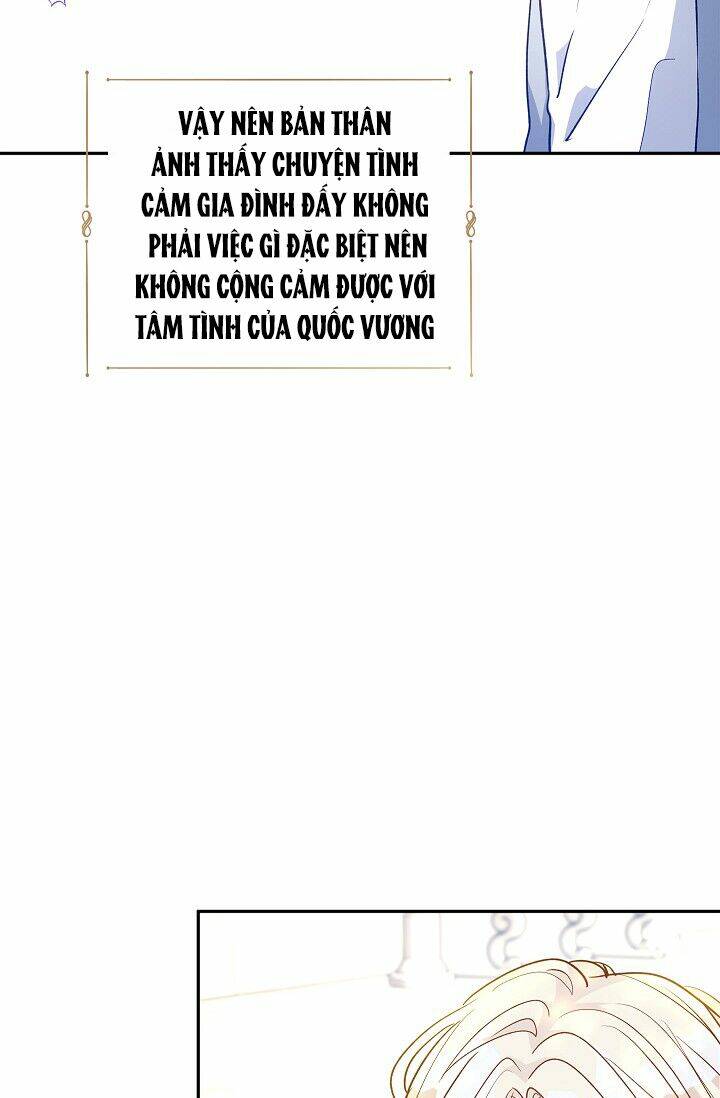 VẬY NÊN BẢN THÂN
ẢNH THẤY CHUYỆN TÌNH
CẢM GIA ĐÌNH ĐẤY KHÔNG
PHẢI VIỆC GÌ ĐẶC BIỆT NÊN
KHÔNG CỘNG CẢM ĐƯỢC VỚI
TÂM TÌNH CỦA QUỐC VƯƠNG